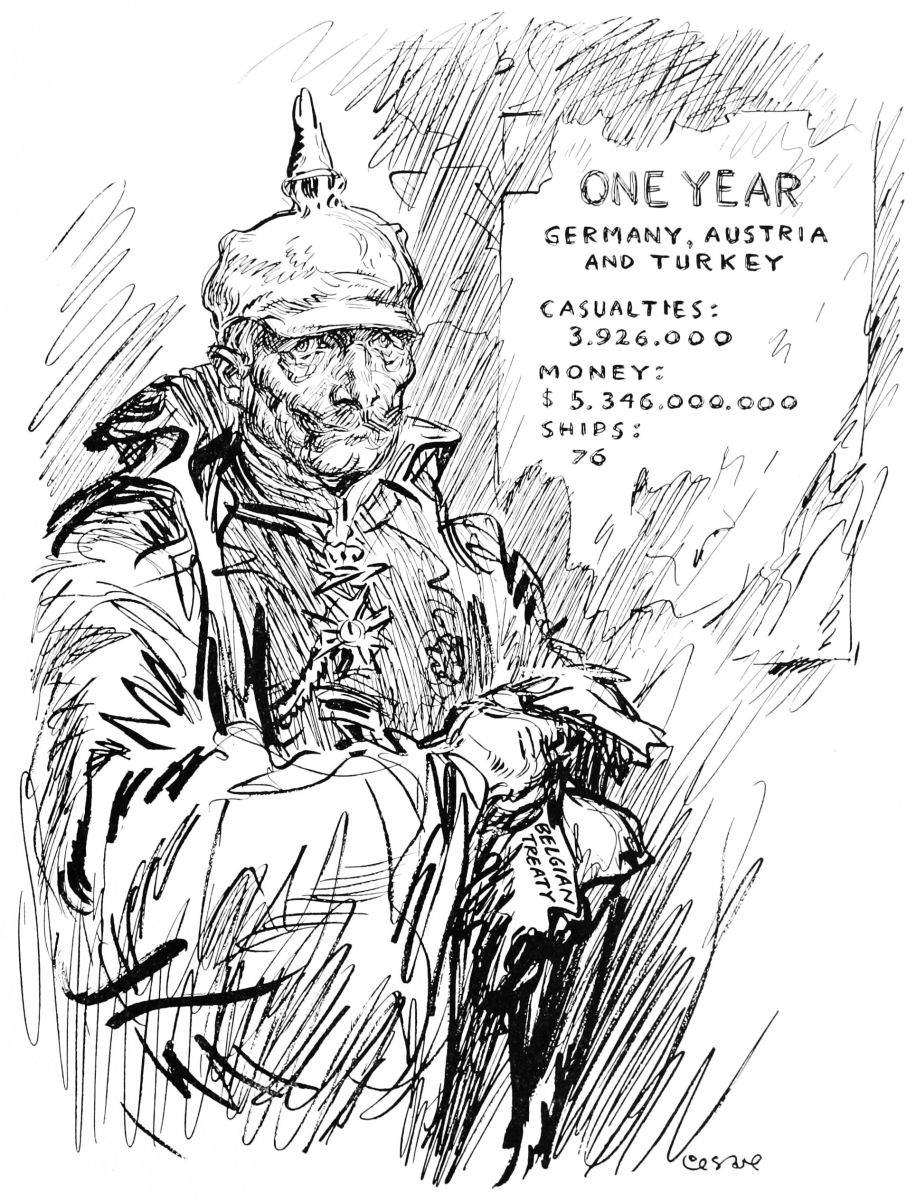 ONE YEAR
GERMANY, AUSTRIA
AND TURKEY
CASUALTIES:
3.926.000
MONEY:
$ 5,346.000.000
SHIPS:
76
BELGIAN
TREATY
CESARE